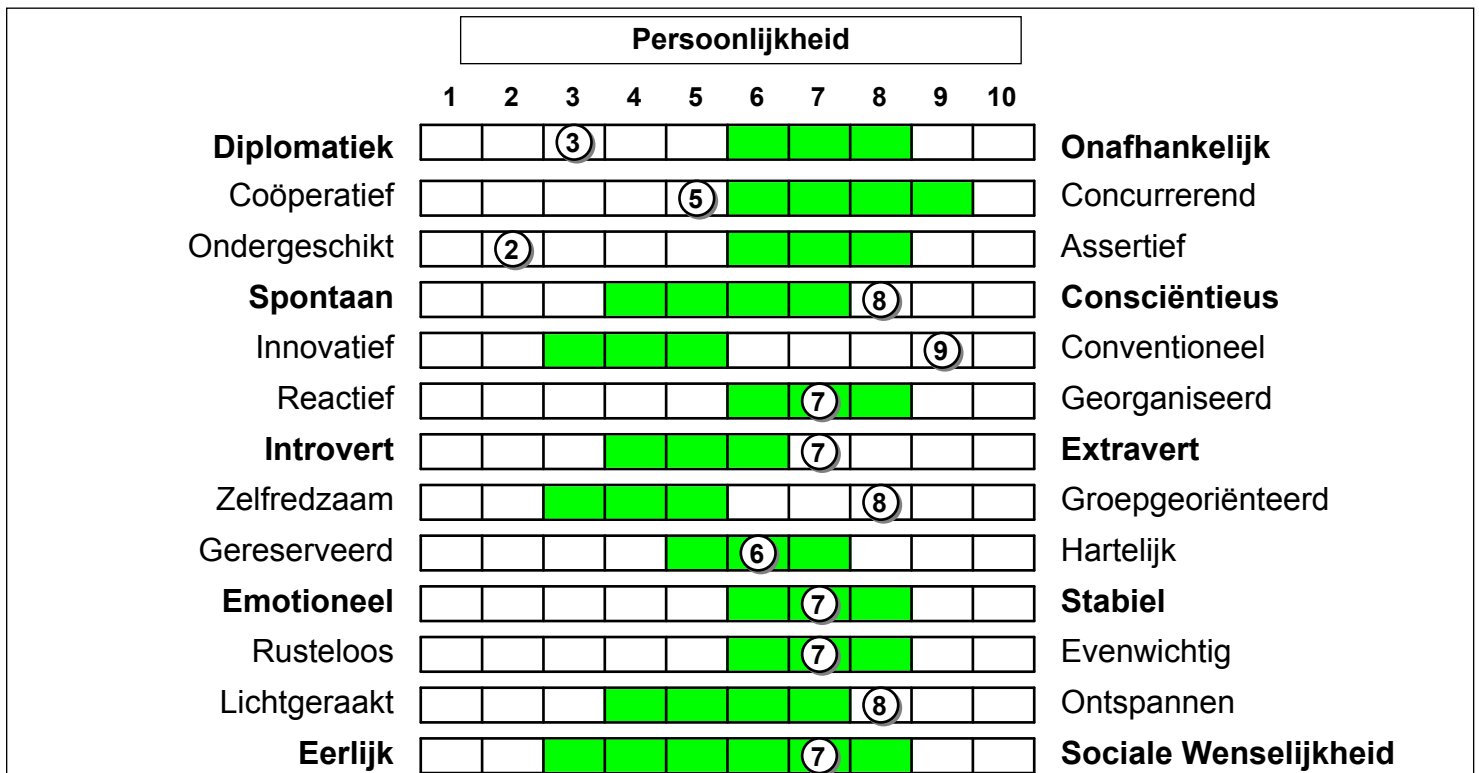 Persoonlijkheid
1 2 3 4 5 6 7 8 9 10
Diplomatiek 3 Onafhankelijk
Coöperatief 5 Concurrerend
Ondergeschikt 2 Assertief
Spontaan 8 Consciëntieus
Innovatief 9 Conventioneel
Reactief 7 Georganiseerd
Introvert 7 Extravert
Zelfredzaam 8 Groepgeoriënteerd
Gereserveerd 6 Hartelijk
Emotioneel 7 Stabiel
Rusteloos 7 Evenwichtig
Lichtgeraakt 8 Ontspannen
Eerlijk 7 Sociale Wenselijkheid